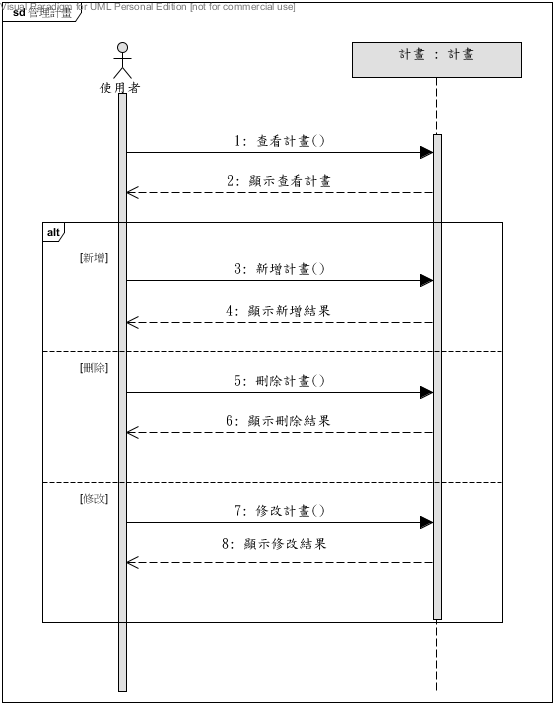 Visual Paradigm for UML Personal Edition [not for commercial use]
sd 管理計畫
計畫 : 計畫
使用者
1: 查看計畫()
2: 顯示查看計畫
alt
[新增]
3: 新增計畫()
4: 顯示新增結果
[刪除]
5: 刪除計畫()
6: 顯示刪除結果
[修改]
7: 修改計畫()
8: 顯示修改結果